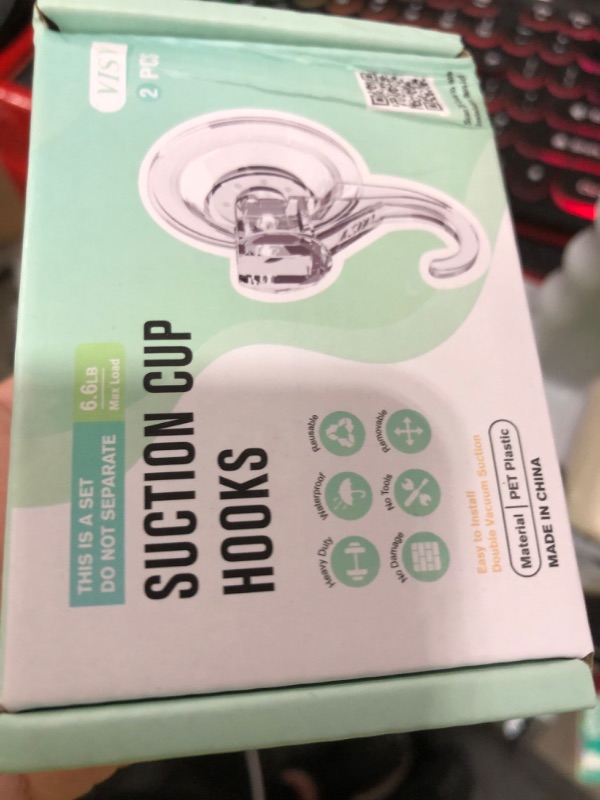 2 PC
THIS IS A SET
DO NOT SEPARATE
6.6LB
Max Load
SUCTION CUP
HOOKS
Heavy Duty
Waterproof
Reusable
No Damage
No Tools
Removable
Easy to Install
Double Vacuum Suction
Material | PET Plastic
MADE IN CHINA